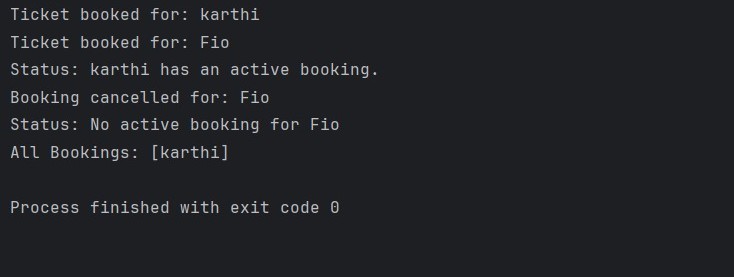 Ticket booked for: karthi
Ticket booked for: Fio
Status: karthi has an active booking.
Booking cancelled for: Fio
Status: No active booking for Fio
All Bookings: [karthi]
Process finished with exit code 0